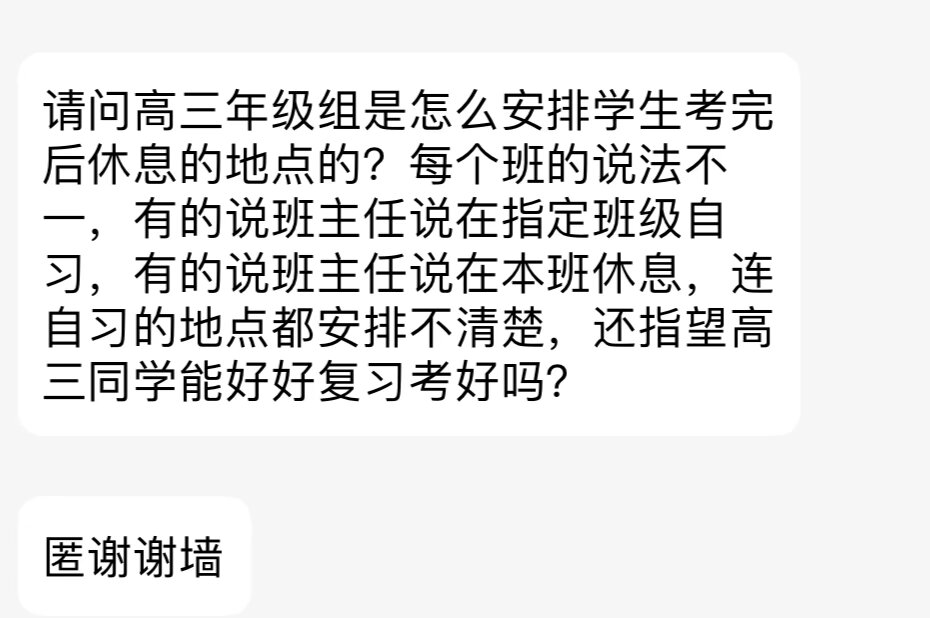 请问高三年级组是怎么安排学生考完
后休息的地点的？每个班的说法不
一，有的说班主任说在指定班级自
习，有的说班主任说在本班休息，连
自习的地点都安排不清楚，还指望高
三同学能好好复习考好吗？
匿谢谢墙